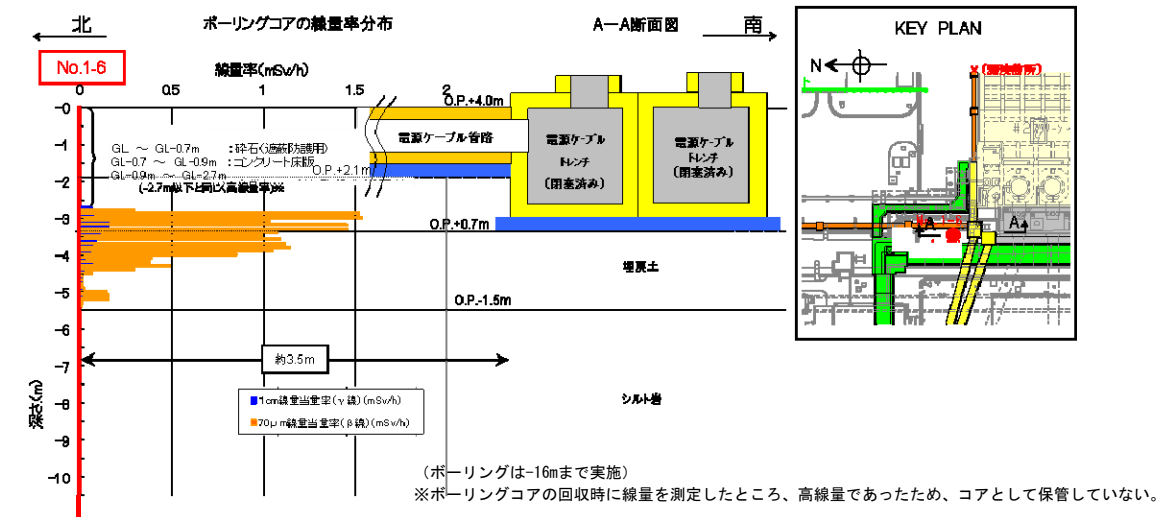 北
ボーリングコアの線量率分布
A-A断面図
南
KEY PLAN
No.1-6
線量率(mSv/h)
0 0.5 1 1.5 2
O.P.+4.0m
電源ケーブル管路
電源ケーブル
トレンチ
(閉塞済み)
電源ケーブル
トレンチ
(閉塞済み)
GL ~ GL-0.7m :砕石(遮蔽防護用)
GL-0.7 ~ GL-0.9m :コンクリート床版
GL-0.9m ~ GL-2.7m
(-2.7m以下と同じく高線量率)※
O.P.+2.1m
O.P.+0.7m
埋戻土
O.P.-1.5m
約3.5m
シルト岩
■1cm線量当量率(γ線)(mSv/h)
■70μm線量当量率(β線)(mSv/h)
深さ(m)
-0
-1
-2
-3
-4
-5
-6
-7
-8
-9
-10
N
A
A
(ボーリングは-16mまで実施)
※ボーリングコアの回収時に線量を測定したところ、高線量であったため、コアとして保管していない。